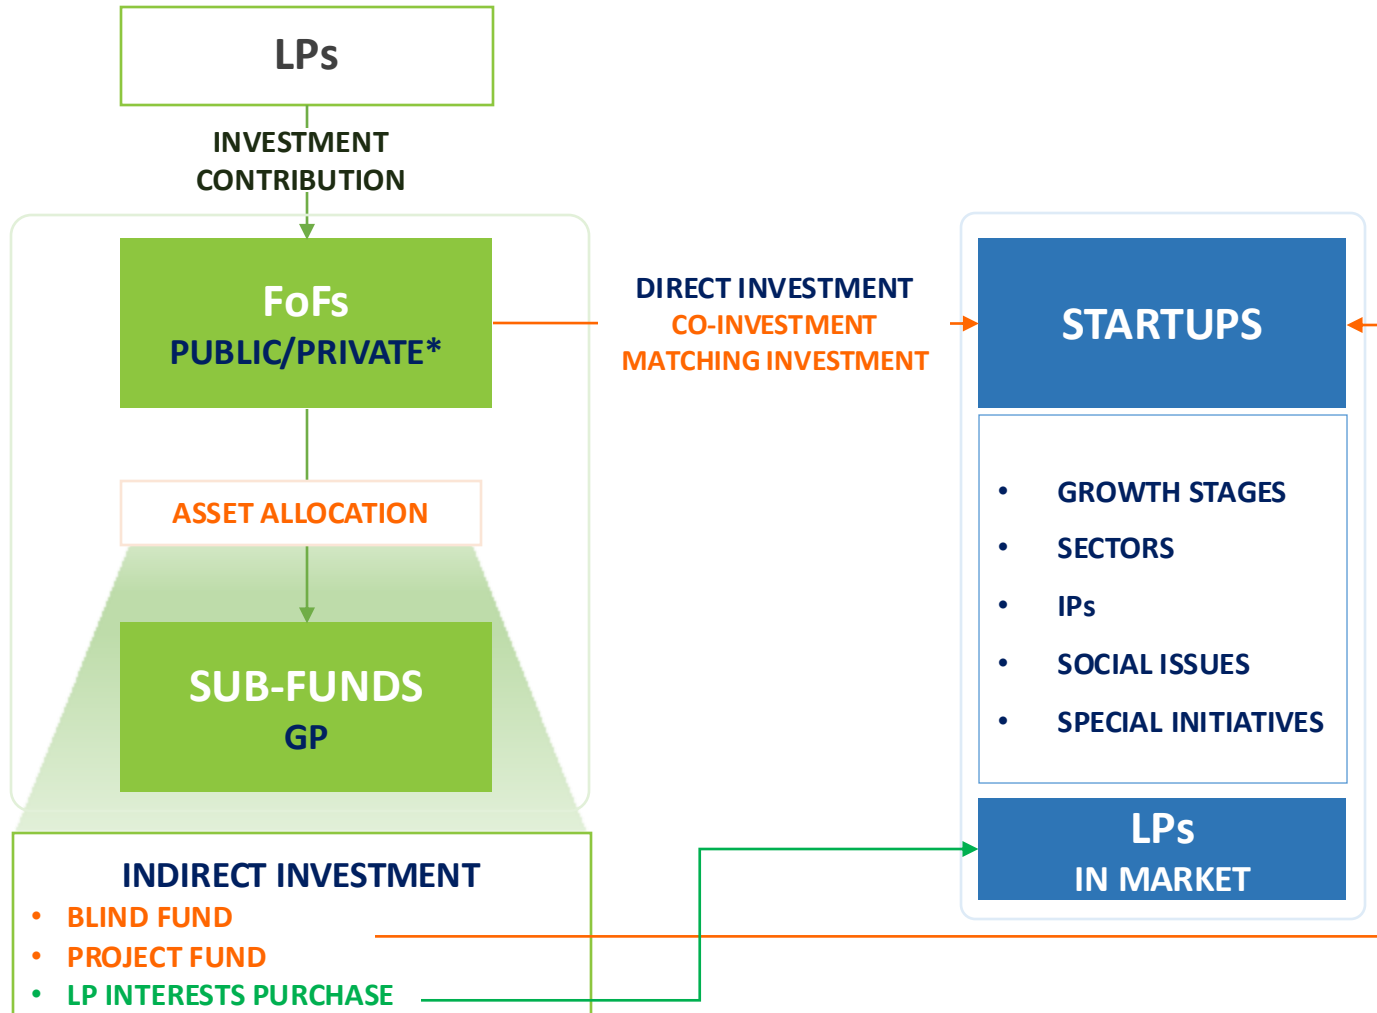 LPs
INVESTMENT
CONTRIBUTION
FoFs
PUBLIC/PRIVATE*
DIRECT INVESTMENT
CO-INVESTMENT
MATCHING INVESTMENT
STARTUPS
• GROWTH STAGES
• SECTORS
• IPs
• SOCIAL ISSUES
• SPECIAL INITIATIVES
ASSET ALLOCATION
SUB-FUNDS
GP
LPs
IN MARKET
INDIRECT INVESTMENT
• BLIND FUND
• PROJECT FUND
• LP INTERESTS PURCHASE